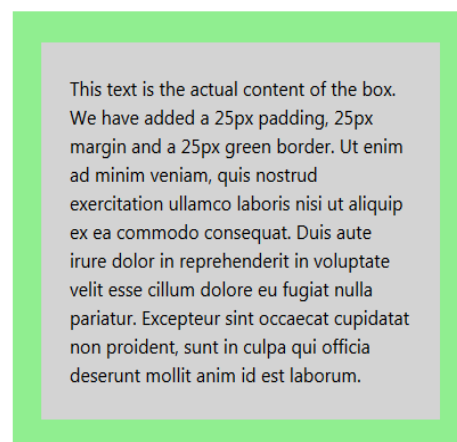 This text is the actual content of the box.
We have added a 25px padding, 25px
margin and a 25px green border. Ut enim
ad minim veniam, quis nostrud
exercitation ullamco laboris nisi ut aliquip
ex ea commodo consequat. Duis aute
irure dolor in reprehenderit in voluptate
velit esse cillum dolore eu fugiat nulla
pariatur. Excepteur sint occaecat cupidatat
non proident, sunt in culpa qui officia
deserunt mollit anim id est laborum.